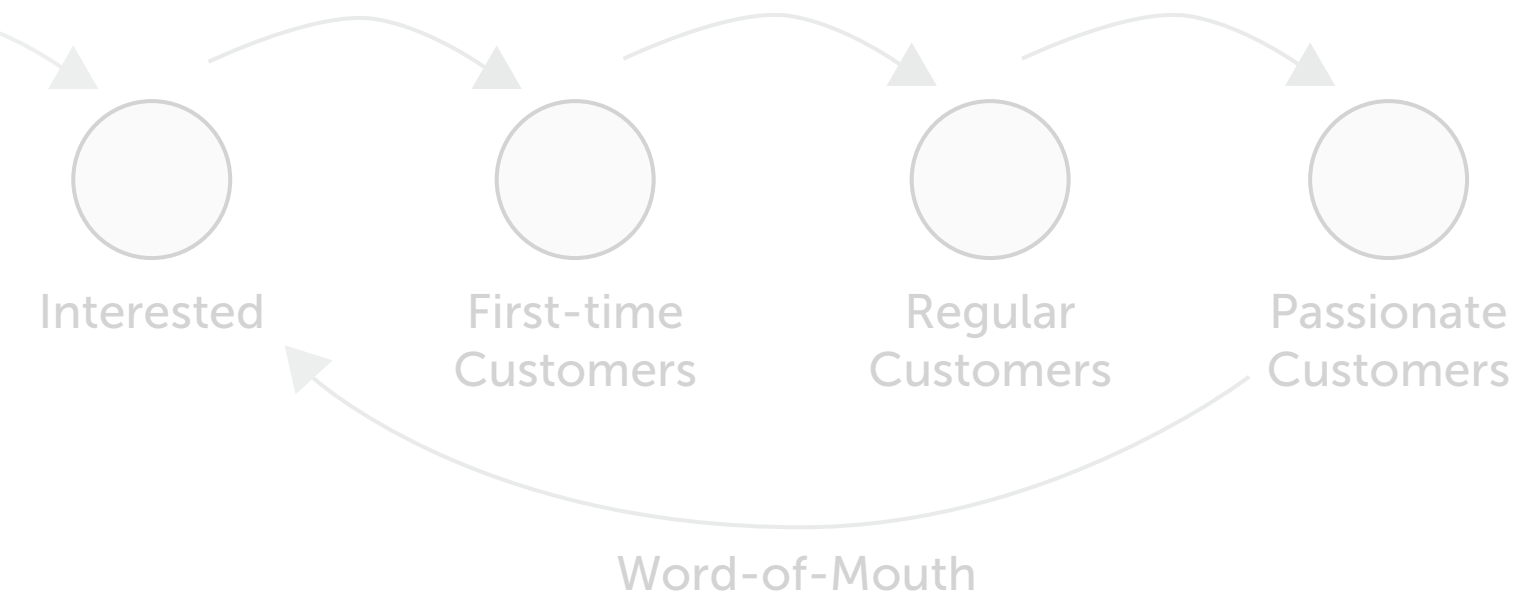 Interested
First-time
Customers
Regular
Customers
Passionate
Customers
Word-of-Mouth